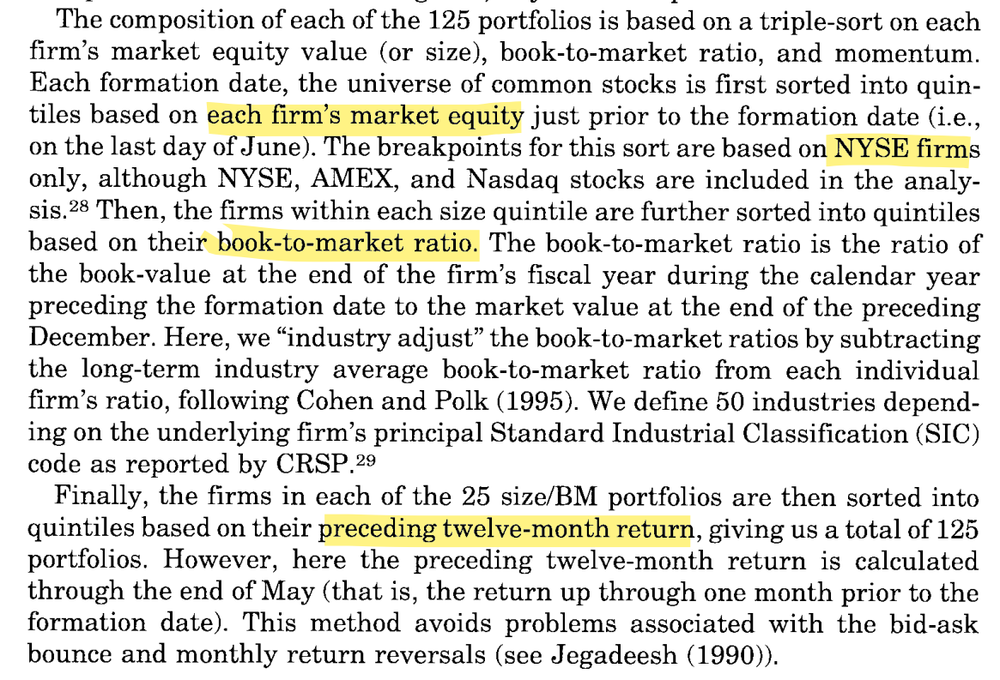 The composition of each of the 125 portfolios is based on a triple-sort on each
firm's market equity value (or size), book-to-market ratio, and momentum.
Each formation date, the universe of common stocks is first sorted into quin-
tiles based on each firm's market equity just prior to the formation date (i.e.,
on the last day of June). The breakpoints for this sort are based on NYSE firms
only, although NYSE, AMEX, and Nasdaq stocks are included in the analy-
sis.28 Then, the firms within each size quintile are further sorted into quintiles
based on their book-to-market ratio. The book-to-market ratio is the ratio of
the book-value at the end of the firm's fiscal year during the calendar year
preceding the formation date to the market value at the end of the preceding
December. Here, we “industry adjust” the book-to-market ratios by subtracting
the long-term industry average book-to-market ratio from each individual
firm's ratio, following Cohen and Polk (1995). We define 50 industries depend-
ing on the underlying firm's principal Standard Industrial Classification (SIC)
code as reported by CRSP.29
Finally, the firms in each of the 25 size/BM portfolios are then sorted into
quintiles based on their preceding twelve-month return, giving us a total of 125
portfolios. However, here the preceding twelve-month return is calculated
through the end of May (that is, the return up through one month prior to the
formation date). This method avoids problems associated with the bid-ask
bounce and monthly return reversals (see Jegadeesh (1990)).